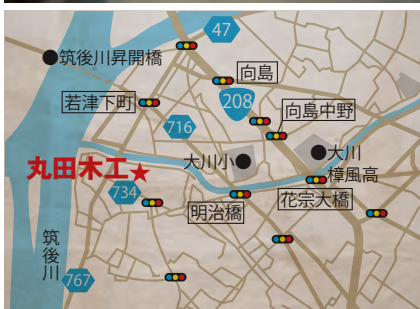 47
筑後川昇開橋
向島
208
若津下町
向島中野
716
大川小
大川
樟風高
丸田木工
734
明治橋
花宗大橋
筑後川
767